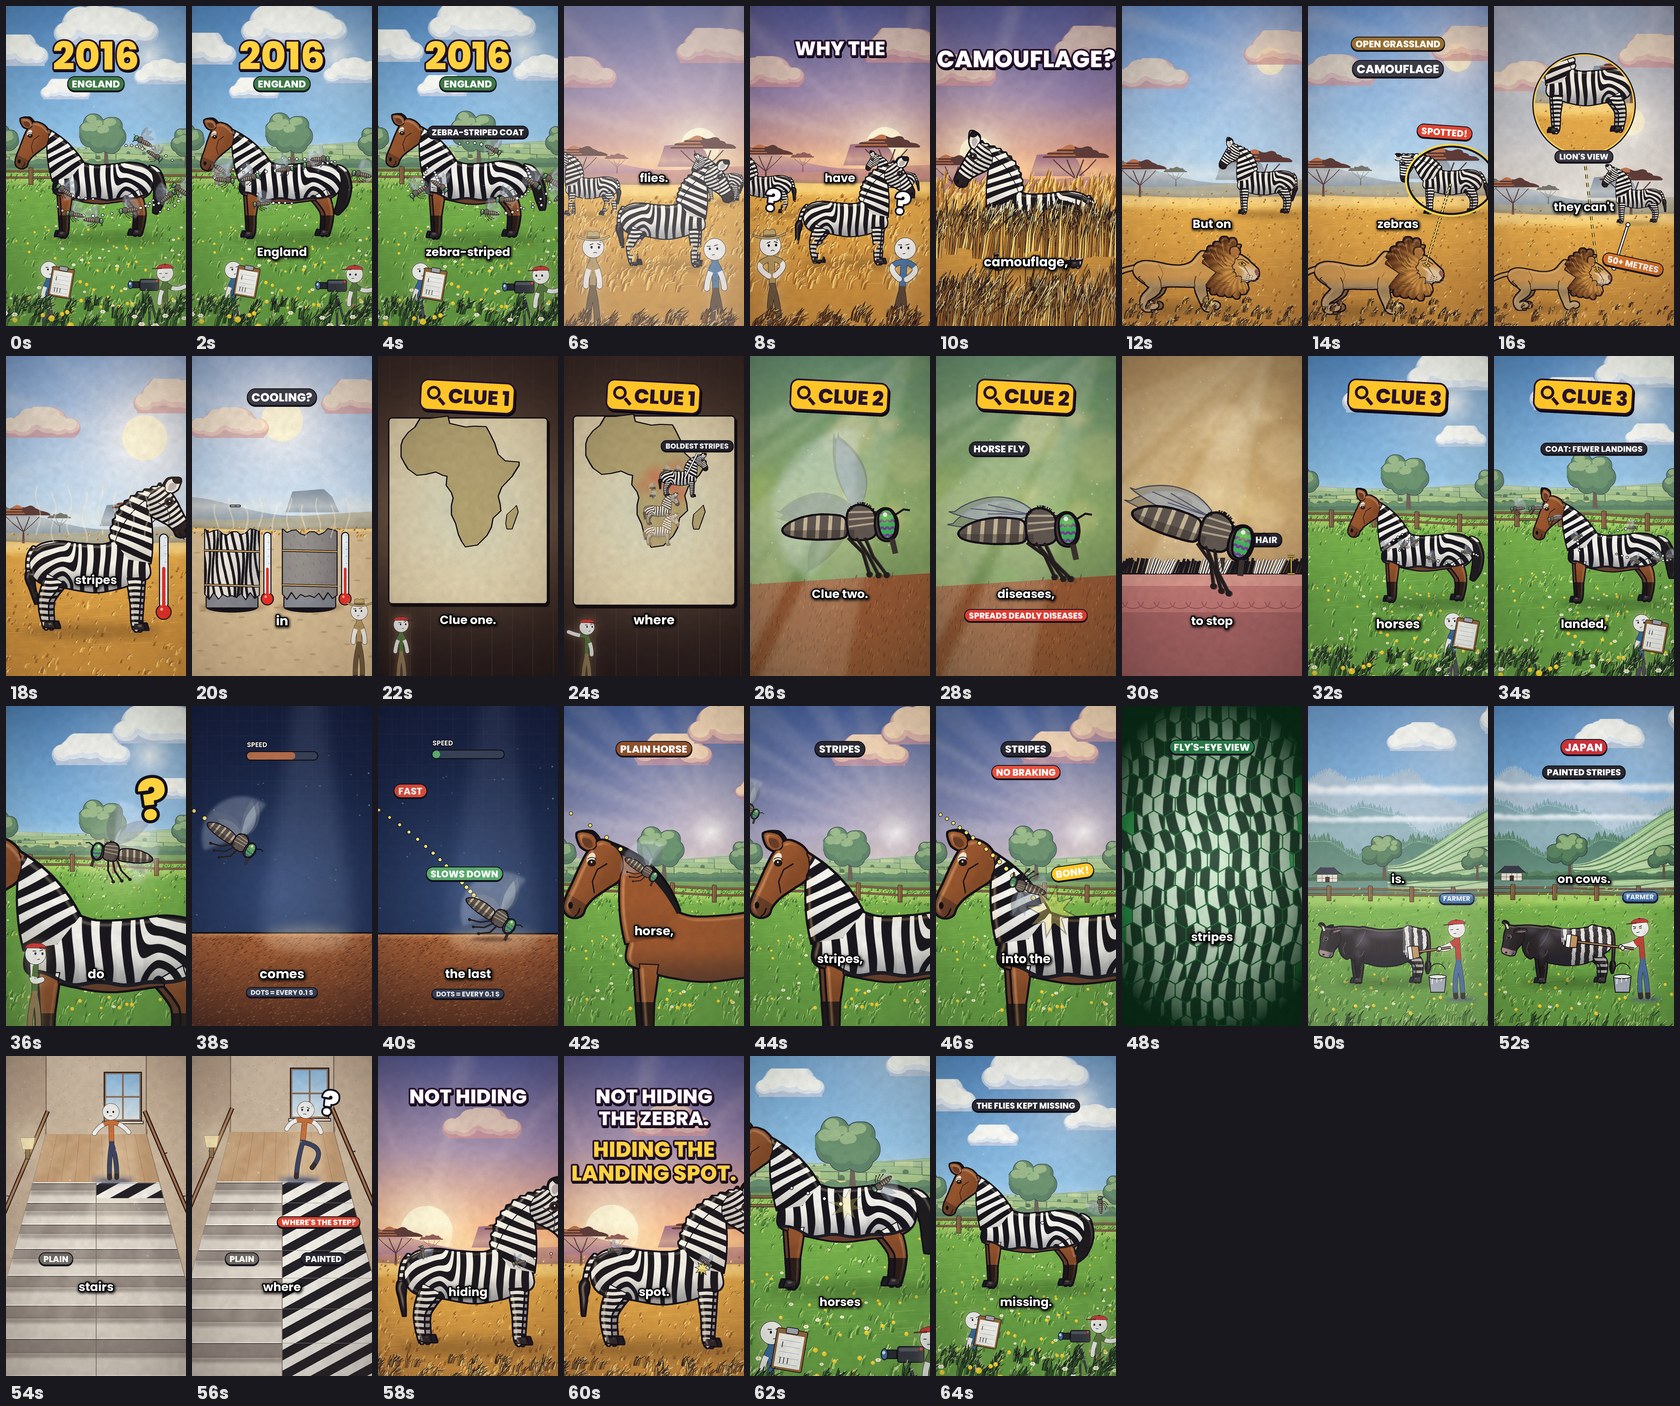 2016
ENGLAND
0s
2016
ENGLAND
England
2s
2016
ENGLAND
ZEBRA-STRIPED COAT
zebra-striped
4s
flies.
6s
WHY THE
have
?
?
8s
CAMOUFLAGE?
camouflage,
10s
But on
12s
OPEN GRASSLAND
CAMOUFLAGE
SPOTTED!
zebras
14s
LION'S VIEW
they can't
50+ METRES
16s
stripes
18s
COOLING?
in
20s
CLUE 1
Clue one.
22s
CLUE 1
BOLDEST STRIPES
where
24s
CLUE 2
Clue two.
26s
CLUE 2
HORSE FLY
diseases,
SPREADS DEADLY DISEASES
28s
HAIR
to stop
30s
CLUE 3
horses
32s
CLUE 3
COAT: FEWER LANDINGS
landed,
34s
?
do
36s
SPEED
comes
DOTS = EVERY 0.1 S
38s
SPEED
FAST
SLOWS DOWN
the last
DOTS = EVERY 0.1 S
40s
PLAIN HORSE
horse,
42s
STRIPES
stripes,
44s
STRIPES
NO BRAKING
BONK!
into the
46s
FLY'S-EYE VIEW
stripes
48s
is.
FARMER
50s
JAPAN
PAINTED STRIPES
on cows.
FARMER
52s
PLAIN
stairs
54s
?
WHERE'S THE STEP?
PLAIN
PAINTED
where
56s
NOT HIDING
hiding
58s
NOT HIDING
THE ZEBRA.
HIDING THE
LANDING SPOT.
spot.
60s
horses
62s
THE FLIES KEPT MISSING
missing.
64s